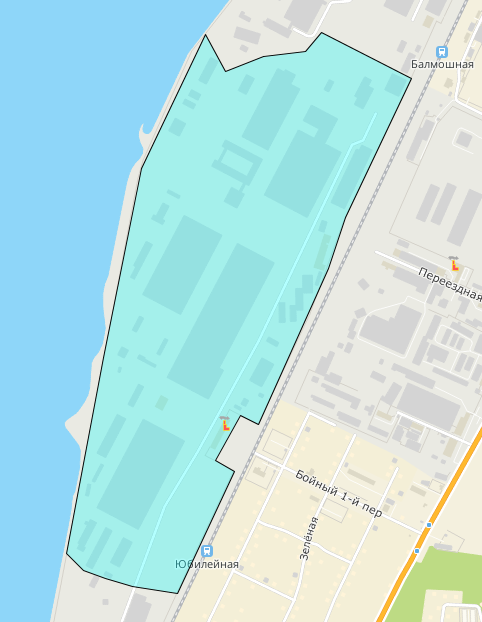 Балмошная
Переездная
Бойный 1-й пер
Зелёная
Юбилейная